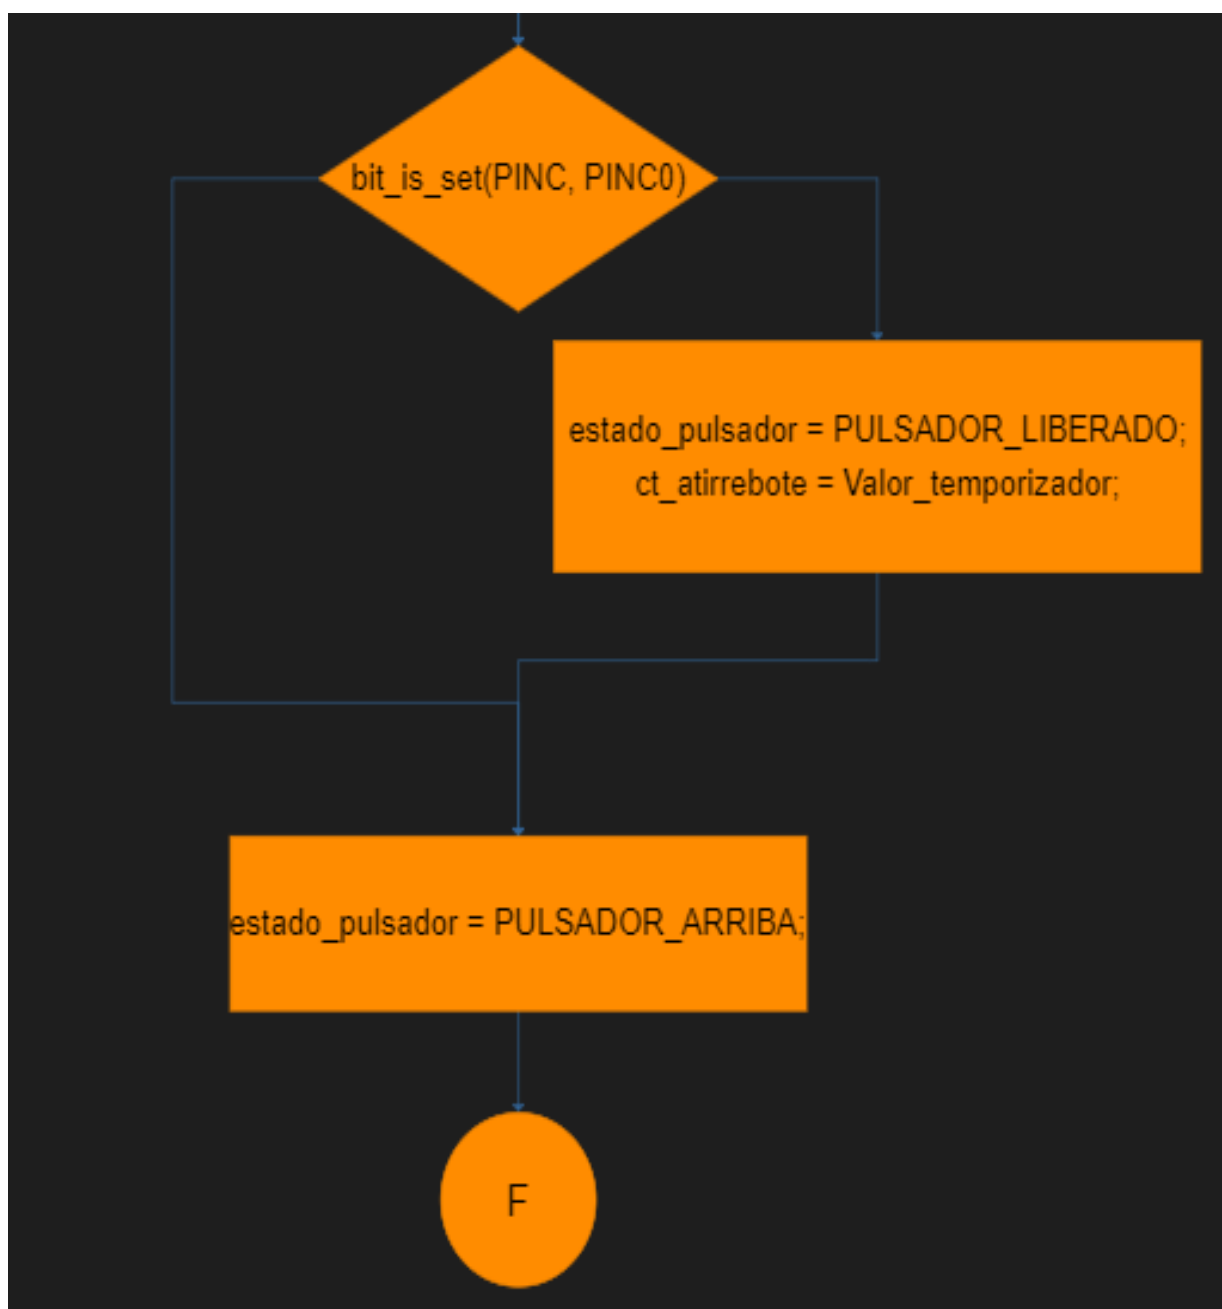 bit_is_set(PINC, PINC0)
estado_pulsador = PULSADOR_LIBERADO;
ct_atirrebote = Valor_temporizador;
estado_pulsador = PULSADOR_ARRIBA;
F